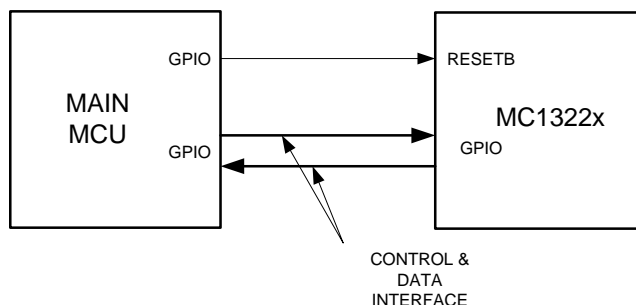 GPIO
RESETB
MAIN
MCU
MC1322x
GPIO
GPIO
CONTROL &
DATA
INTERFACE